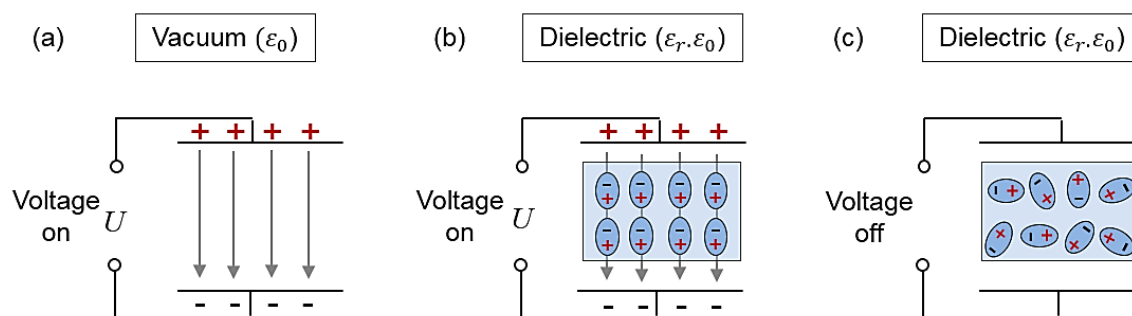 (a) Vacuum (ε₀)
+ + + +
Voltage on U
- - - -
(b) Dielectric (εᵣ.ε₀)
+ + + +
- - - -
+ + + +
- - - -
+ + + +
Voltage on U
- - - -
(c) Dielectric (εᵣ.ε₀)
- + - + + - + -
Voltage off
+ - - + + - + -